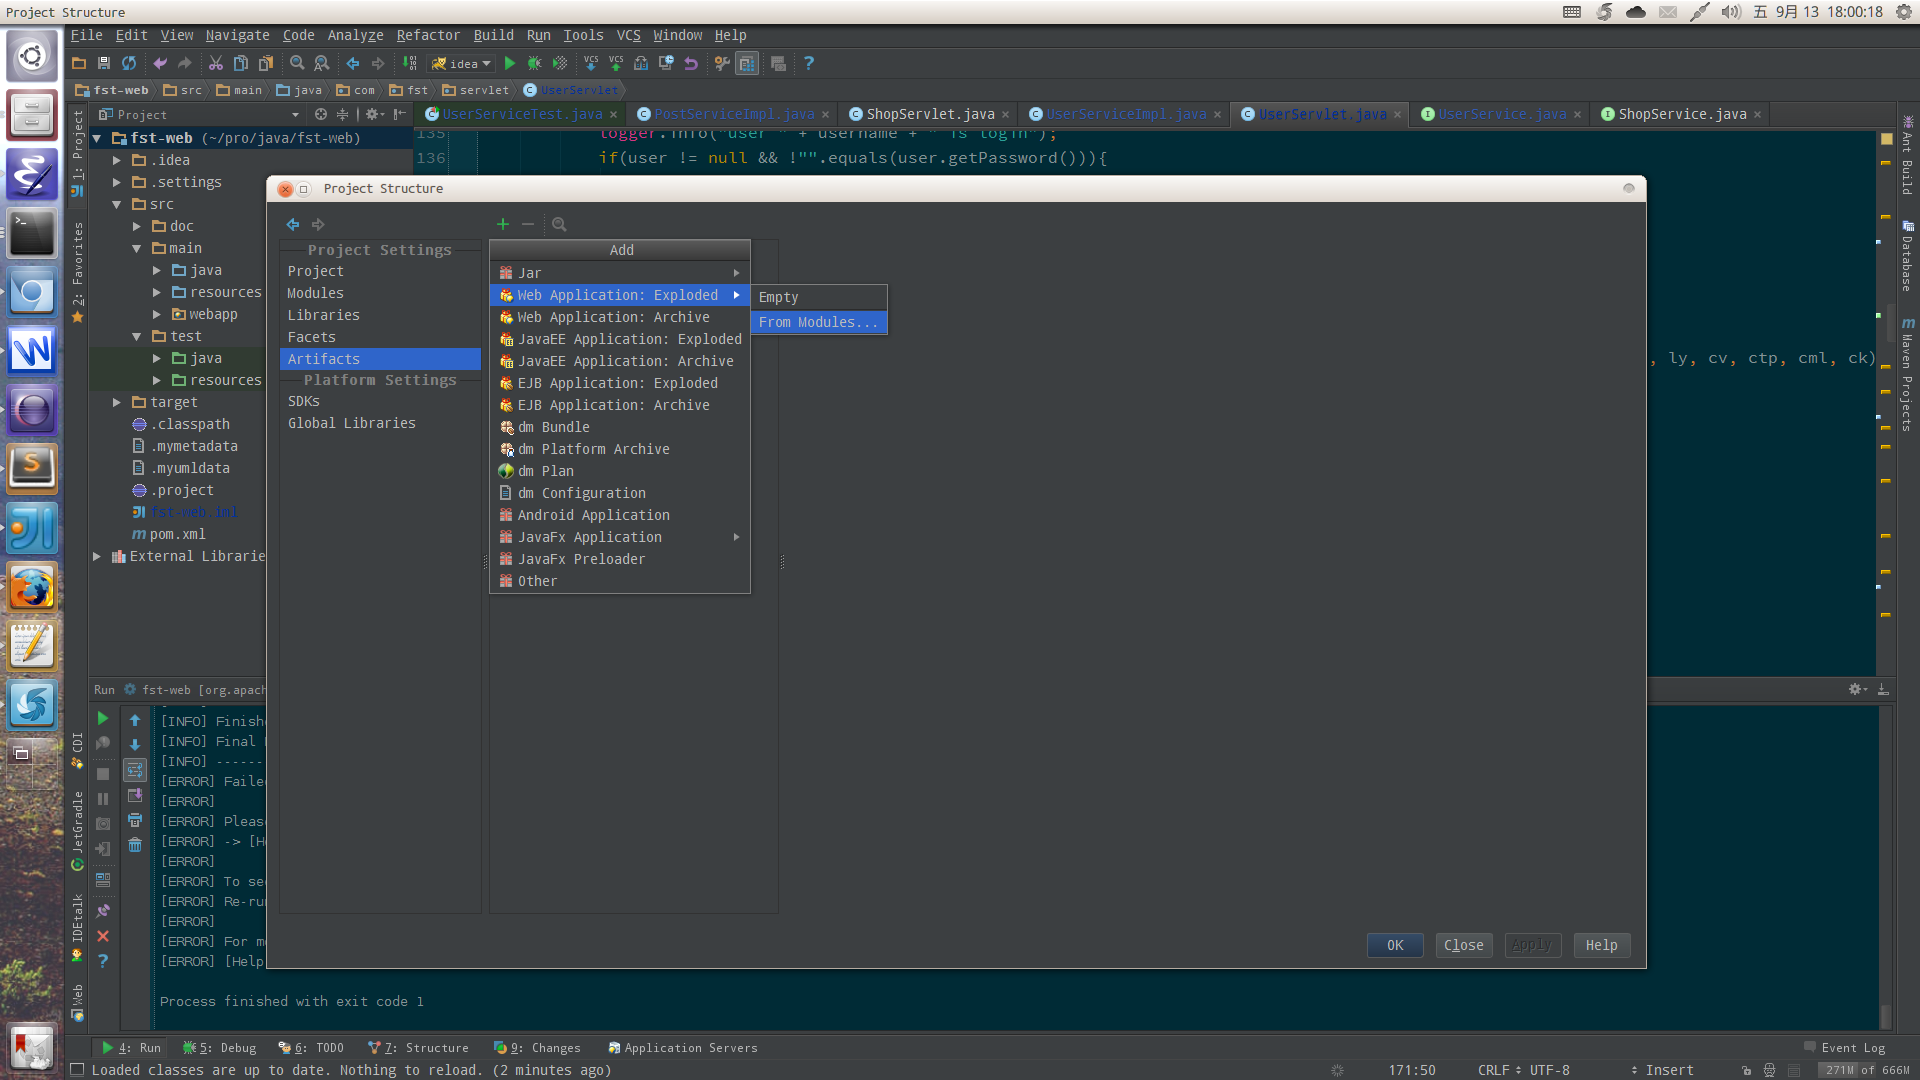 Project Structure
五 9月 13 18:00:18
File Edit View Navigate Code Analyze Refactor Build Run Tools VCS Window Help
idea
VCS VCS
fst-web src main java com fst servlet UserServlet
Project
UserServiceTest.java PostServiceImpl.java ShopServlet.java UserServiceImpl.java UserServlet.java UserService.java ShopService.java
135 logger.info("user " + username + " is login");
136 if(user != null && !"".equals(user.getPassword())){
fst-web (~/pro/java/fst-web)
.idea
.settings
src
doc
main
java
resources
webapp
test
java
resources
target
.classpath
.mymetadata
.myumldata
.project
fst-web.iml
pom.xml
External Librarie
1: Project
2: Favorites
CDI
JetGradle
IDEtalk
Web
Ant Build
Database
Maven Projects
, ly, cv, ctp, cml, ck)
Project Structure
Project Settings
Project
Modules
Libraries
Facets
Artifacts
Platform Settings
SDKs
Global Libraries
Add
Jar
Web Application: Exploded
Web Application: Archive
JavaEE Application: Exploded
JavaEE Application: Archive
EJB Application: Exploded
EJB Application: Archive
dm Bundle
dm Platform Archive
dm Plan
dm Configuration
Android Application
JavaFx Application
JavaFx Preloader
Other
Empty
From Modules...
OK Close Apply Help
Run fst-web [org.apach
[INFO] Finish
[INFO] Final
[INFO] ------
[ERROR] Faile
[ERROR]
[ERROR] Pleas
[ERROR] -> [H
[ERROR]
[ERROR] To se
[ERROR] Re-ru
[ERROR]
[ERROR] For m
[ERROR] [Help
Process finished with exit code 1
4: Run 5: Debug 6: TODO 7: Structure 9: Changes Application Servers Event Log
Loaded classes are up to date. Nothing to reload. (2 minutes ago) 171:50 CRLF UTF-8 Insert 271M of 666M